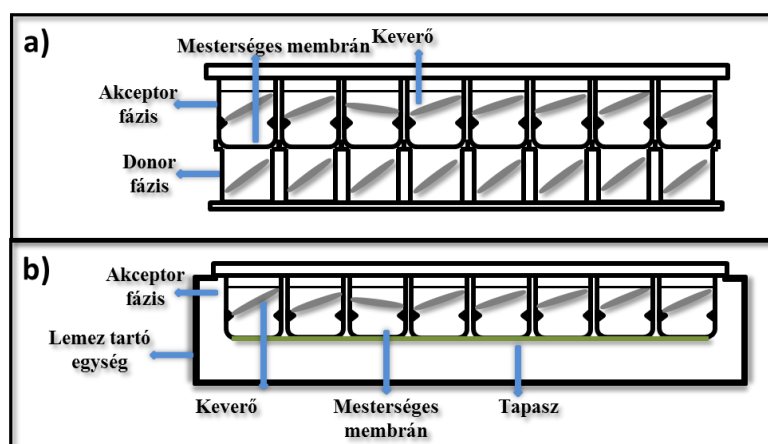 a)
Mesterséges membrán
Keverő
Akceptor
fázis
Donor
fázis
b)
Akceptor
fázis
Lemez tartó
egység
Keverő
Mesterséges
membrán
Tapasz